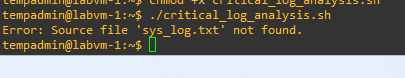 tempadmin@labvm-1:~$ chmod +x critical_log_analysis.sh
tempadmin@labvm-1:~$ ./critical_log_analysis.sh
Error: Source file 'sys_log.txt' not found.
tempadmin@labvm-1:~$